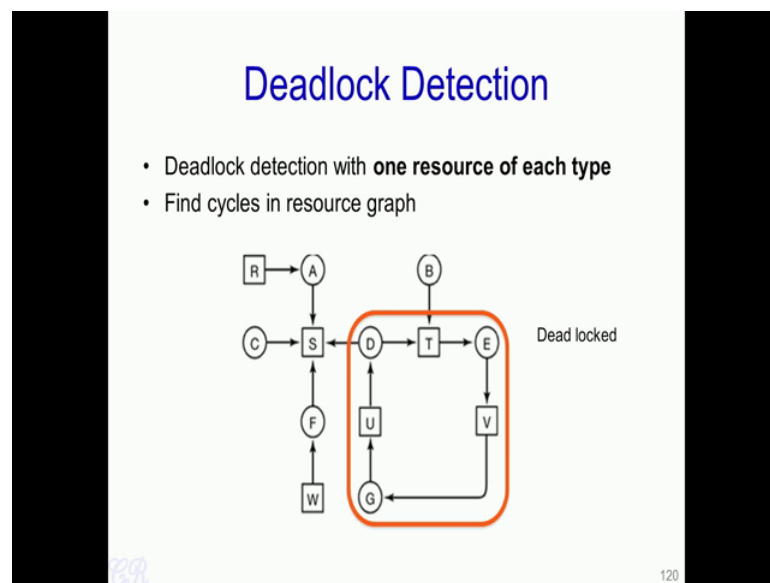 Deadlock Detection
• Deadlock detection with one resource of each type
• Find cycles in resource graph
R A B
C S D T E Dead locked
F U V
W G
120